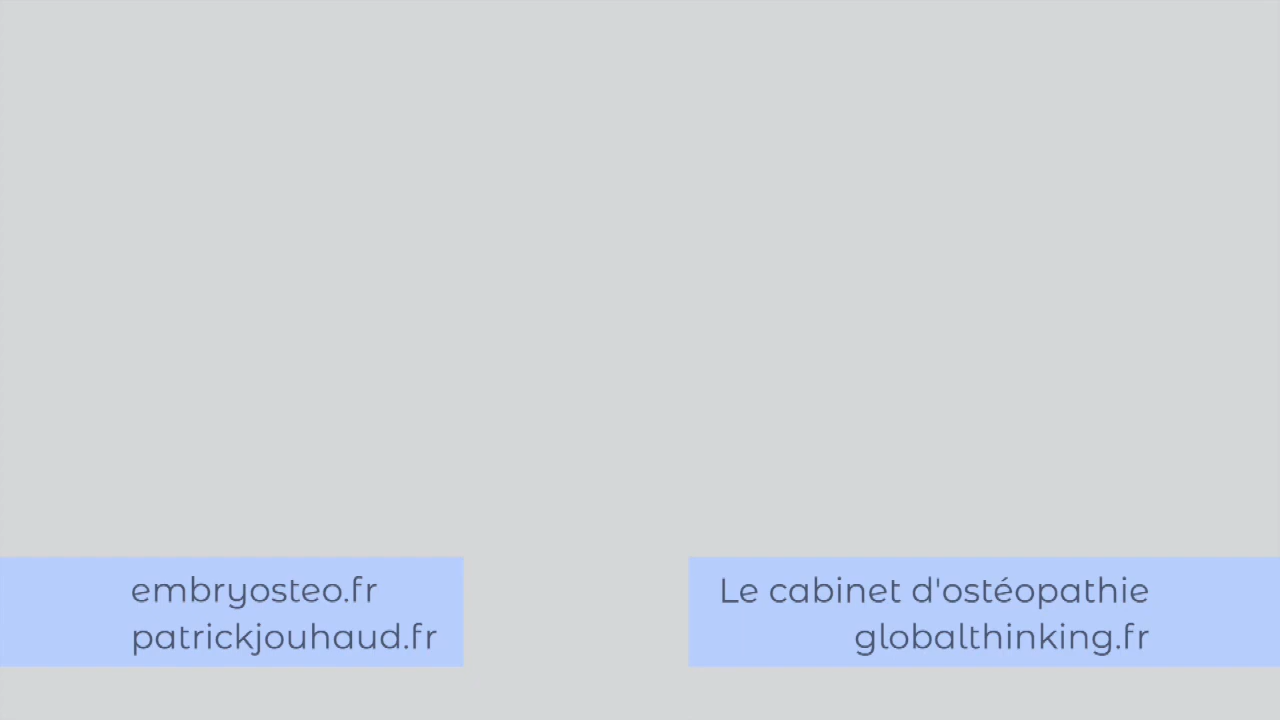 embryosteo.fr
patrickjouhaud.fr
Le cabinet d'ostéopathie
globalthinking.fr